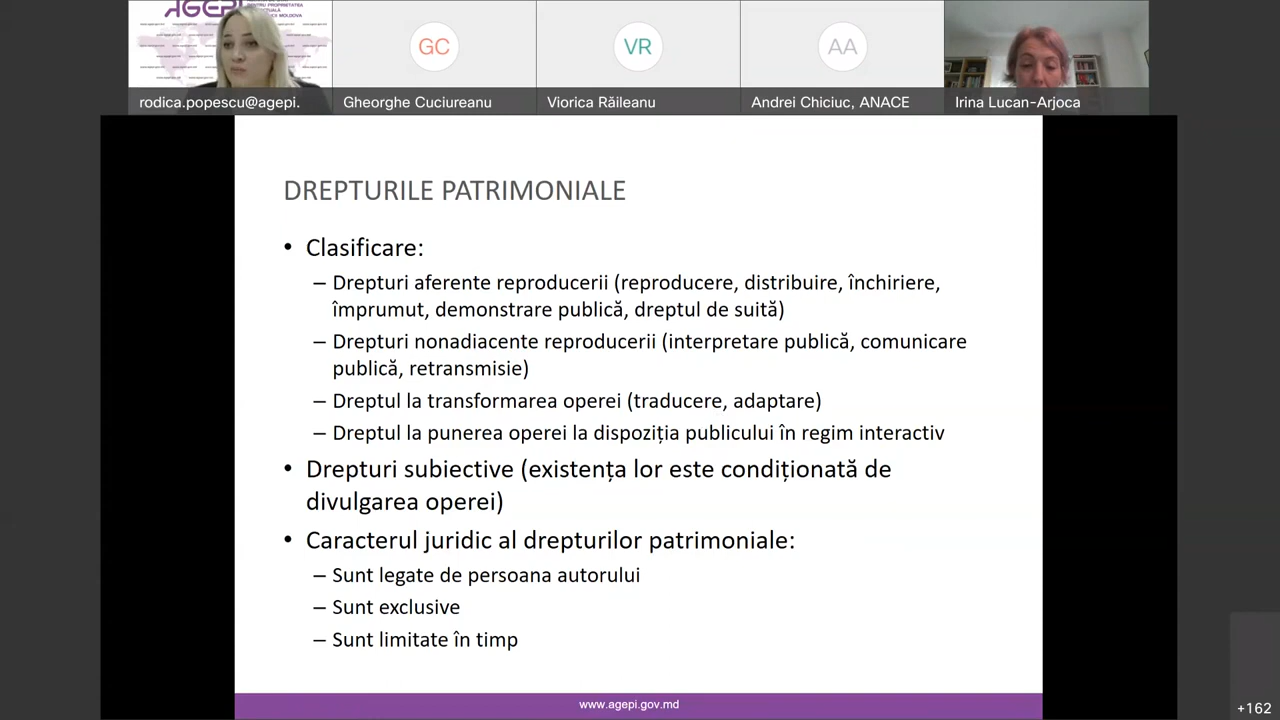 AGEPI
PENTRU PROPRIETATEA
GC
VR
AA
rodica.popescu@agepi.
Gheorghe Cuciureanu
Viorica Răileanu
Andrei Chiciuc, ANACE
Irina Lucan-Arjoca
DREPTURILE PATRIMONIALE
• Clasificare:
– Drepturi aferente reproducerii (reproducere, distribuire, închiriere,
împrumut, demonstrare publică, dreptul de suită)
– Drepturi nonadiacente reproducerii (interpretare publică, comunicare
publică, retransmisie)
– Dreptul la transformarea operei (traducere, adaptare)
– Dreptul la punerea operei la dispoziția publicului în regim interactiv
• Drepturi subiective (existența lor este condiționată de
divulgarea operei)
• Caracterul juridic al drepturilor patrimoniale:
– Sunt legate de persoana autorului
– Sunt exclusive
– Sunt limitate în timp
www.agepi.gov.md
+162